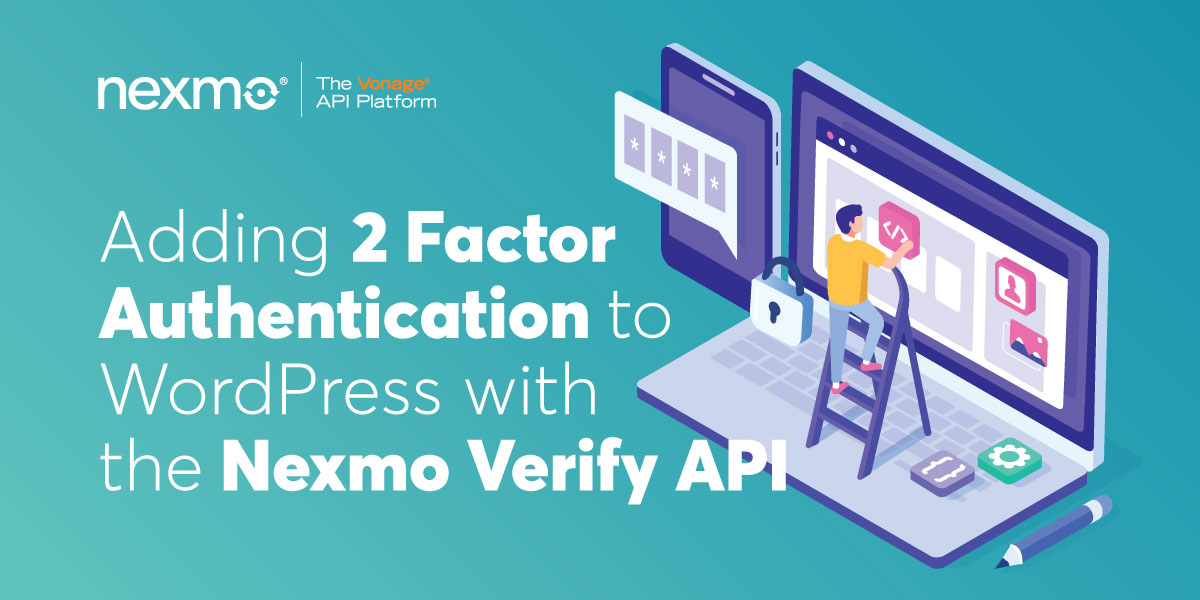 nexmo®
The Vonage®
API Platform
Adding 2 Factor
Authentication to
WordPress with
the Nexmo Verify API
* * * *
</>
{ }